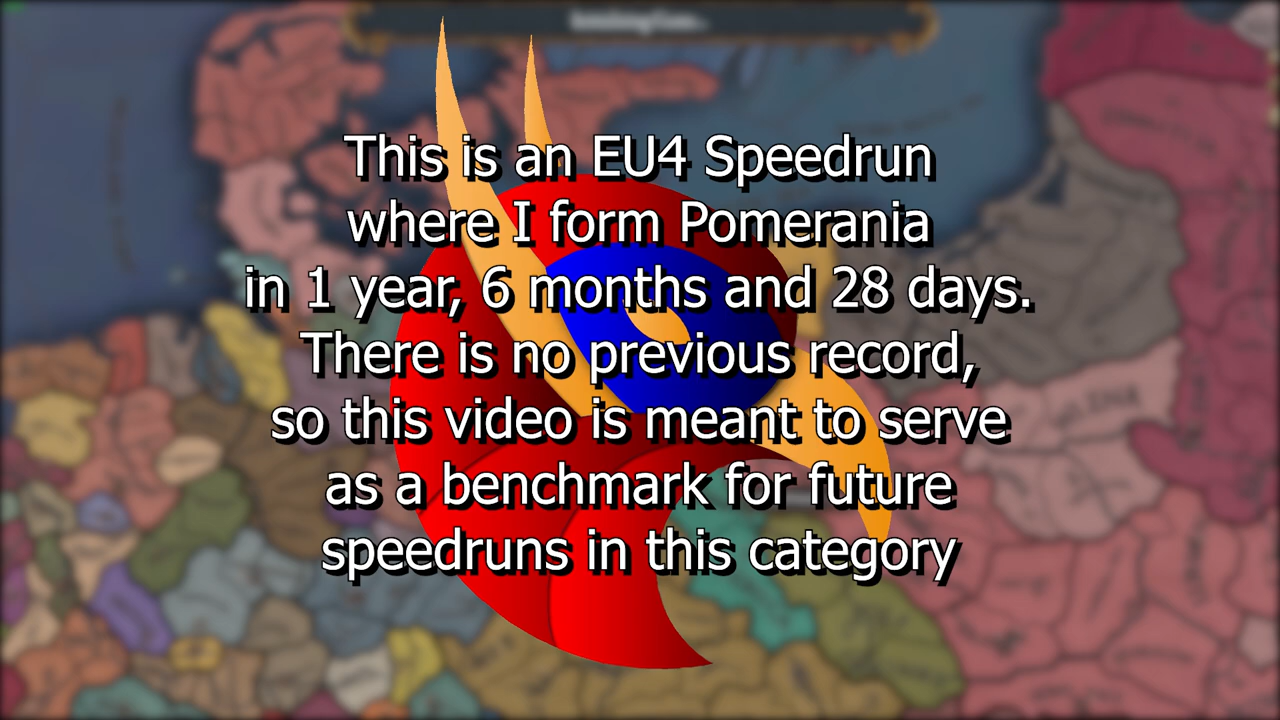 This is an EU4 Speedrun
where I form Pomerania
in 1 year, 6 months and 28 days.
There is no previous record,
so this video is meant to serve
as a benchmark for future
speedruns in this category